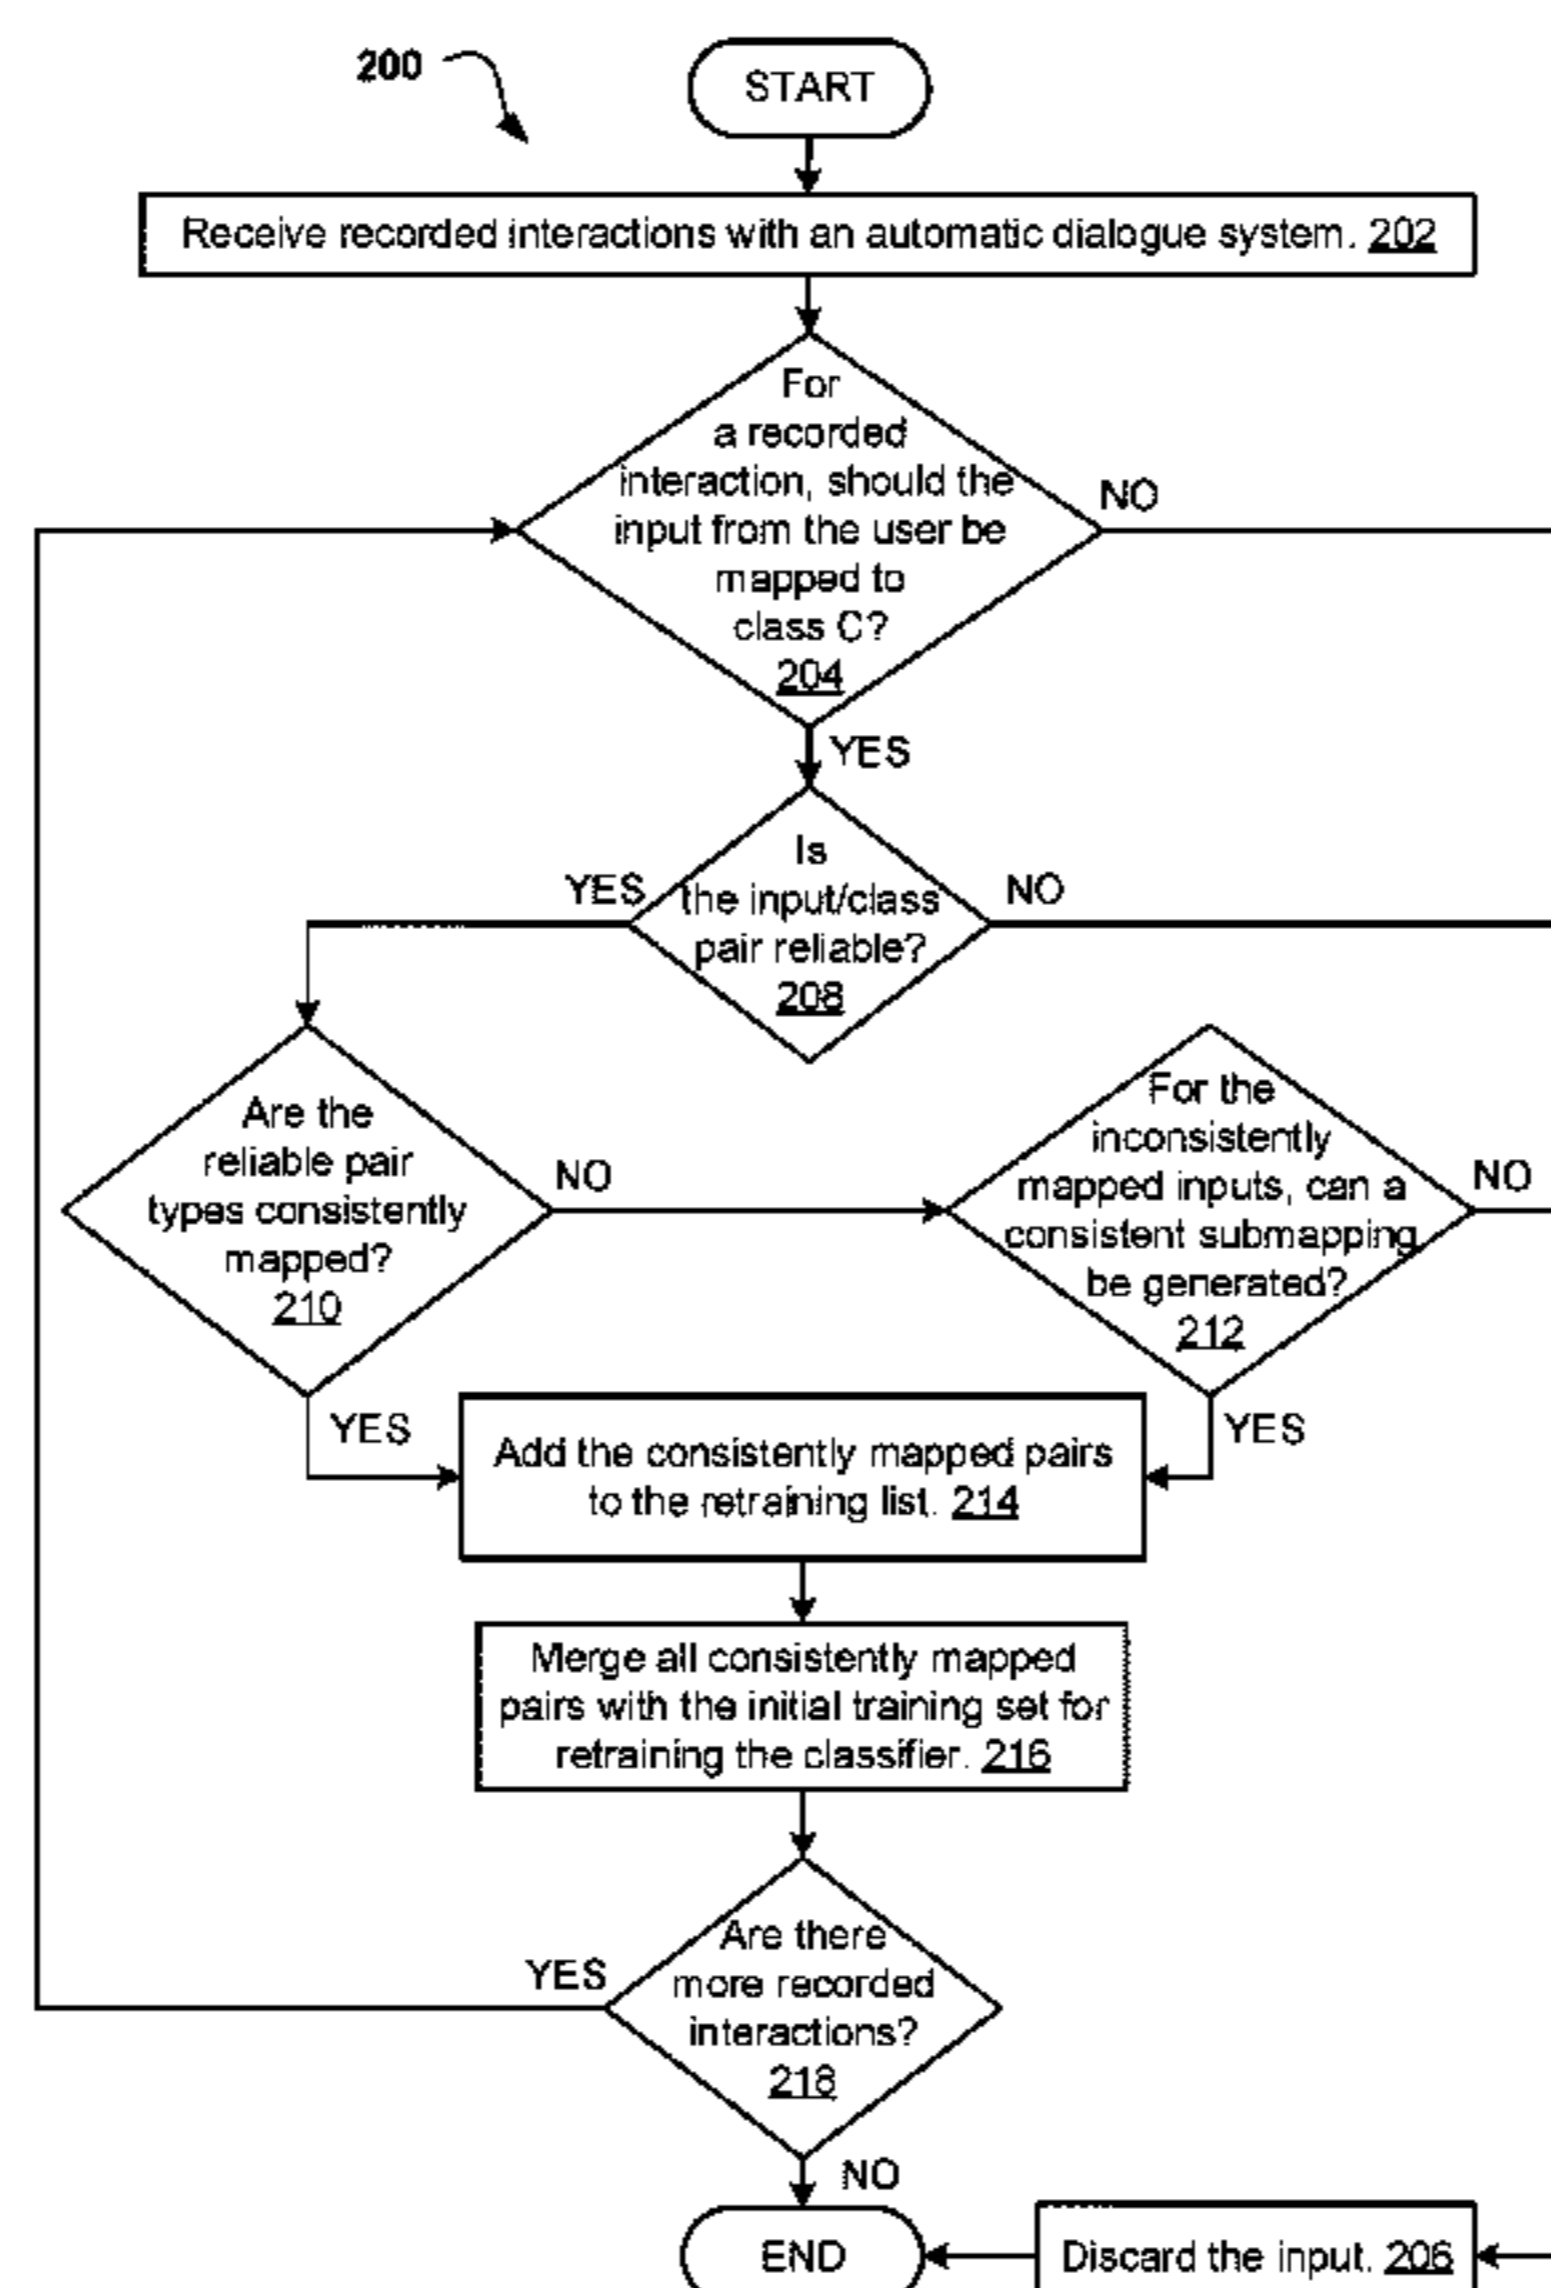 200
START
Receive recorded interactions with an automatic dialogue system. 202
For
a recorded
interaction, should the
input from the user be
mapped to
class C?
204
NO
YES
Is
the input/class
pair reliable?
208
YES
NO
Are the
reliable pair
types consistently
mapped?
210
NO
For the
inconsistently
mapped inputs, can a
consistent submapping
be generated?
212
NO
YES
YES
Add the consistently mapped pairs
to the retraining list. 214
Merge all consistently mapped
pairs with the initial training set for
retraining the classifier. 216
Are there
more recorded
interactions?
218
YES
NO
END
Discard the input. 206